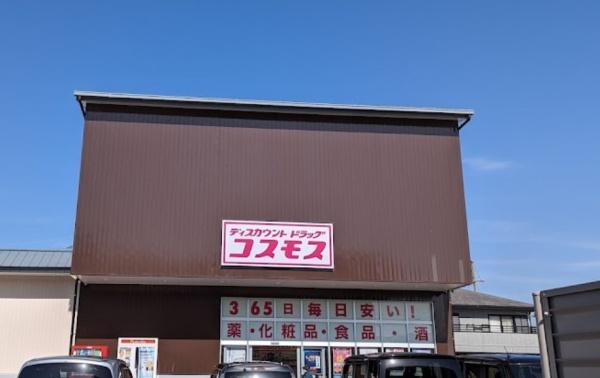 ディスカウント ドラッグ
コスモス
365日毎日安い!
薬・化粧品・食品・酒